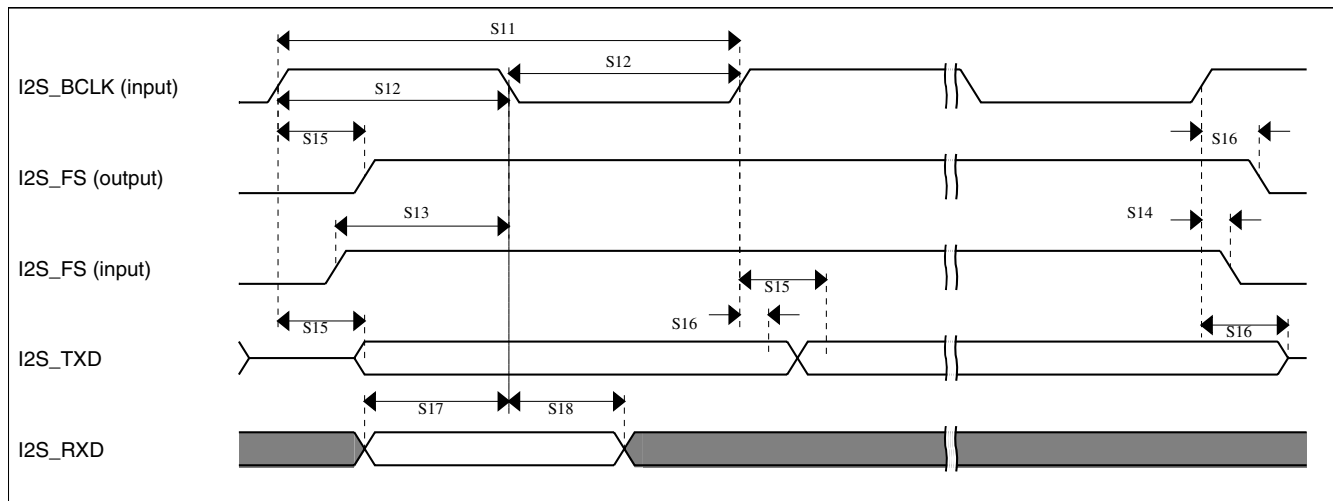 S11
I2S_BCLK (input)
S12
S12
S15
S16
I2S_FS (output)
S13
S14
I2S_FS (input)
S15
S16
S15
S16
I2S_TXD
S17
S18
I2S_RXD